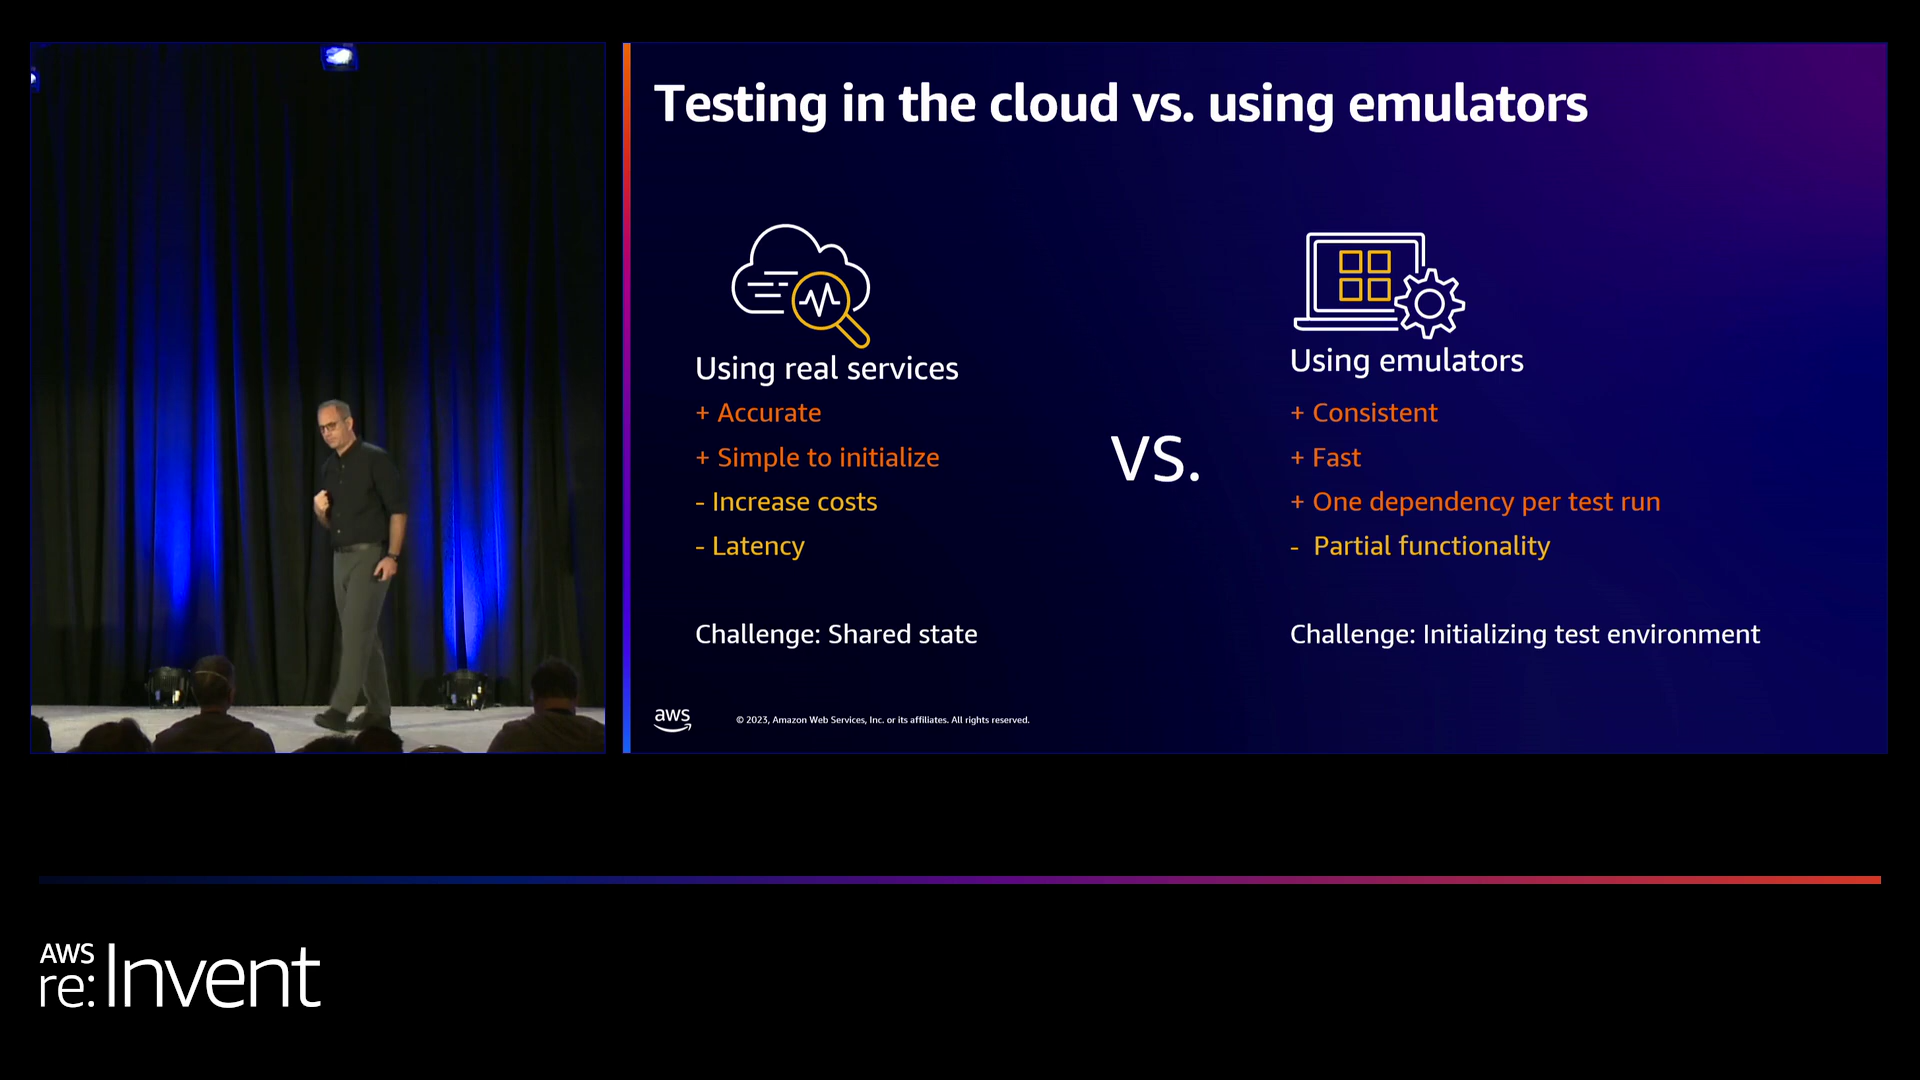 Testing in the cloud vs. using emulators
Using real services
+ Accurate
+ Simple to initialize
- Increase costs
- Latency
Challenge: Shared state
VS.
Using emulators
+ Consistent
+ Fast
+ One dependency per test run
- Partial functionality
Challenge: Initializing test environment
aws
© 2023, Amazon Web Services, Inc. or its affiliates. All rights reserved.
AWS
re:Invent